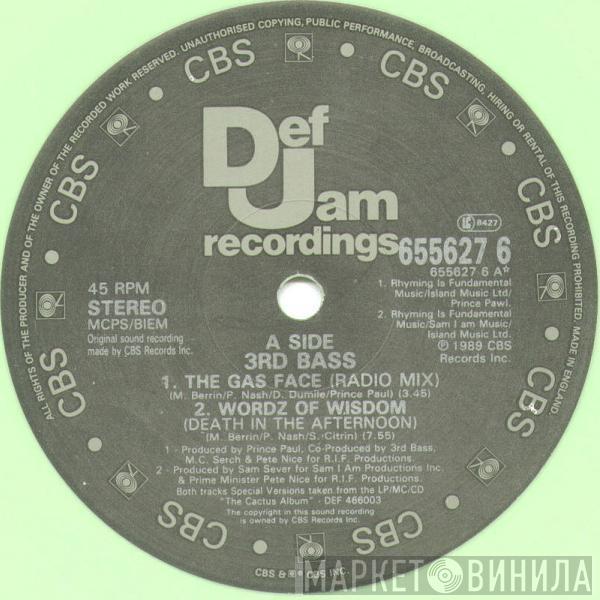 ALL RIGHTS OF THE PRODUCER AND OF THE OWNER OF THE RECORDED WORK RESERVED. UNAUTHORISED COPYING, PUBLIC PERFORMANCE, BROADCASTING, HIRING OR RENTAL OF THIS RECORDING PROHIBITED. MADE IN ENGLAND.
CBS
CBS
CBS
CBS
CBS
CBS
CBS
CBS
CBS
Def
Jam
recordings
8427
655627 6
655627 6 A*
45 RPM
STEREO
MCPS/BIEM
Original sound recording
made by CBS Records Inc.
1. Rhyming Is Fundamental
Music/Island Music Ltd/
Prince Pawl.
2. Rhyming Is Fundamental
Music/Sam I am Music/
Island Music Ltd.
℗ 1989 CBS
Records Inc.
A SIDE
3RD BASS
1. THE GAS FACE (RADIO MIX)
(M. Berrin/P. Nash/D. Dumile/Prince Paul) (3.45)
2. WORDZ OF WISDOM
(DEATH IN THE AFTERNOON)
(M. Berrin/P. Nash/S. Citrin) (7.55)
1 - Produced by Prince Paul, Co-Produced by 3rd Bass,
M.C. Serch & Pete Nice for R.I.F. Productions.
2 - Produced by Sam Sever for Sam I Am Productions Inc.
& Prime Minister Pete Nice for R.I.F. Productions.
Both tracks Special Versions taken from the LP/MC/CD
"The Cactus Album" - DEF 466003
The copyright in this sound recording
is owned by CBS Records Inc.
CBS & ® CBS INC.
МАРКЕТ ВИНИЛА